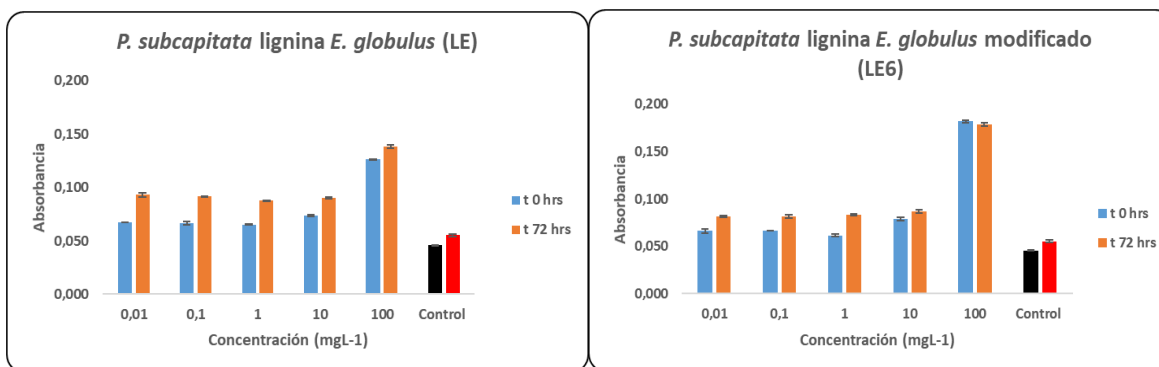 P. subcapitata lignina E. globulus (LE)
0,200
0,150
0,100
0,050
0,000
Absorbancia
0,01 0,1 1 10 100 Control
Concentración (mgL-1)
t 0 hrs
t 72 hrs
P. subcapitata lignina E. globulus modificado
(LE6)
0,200
0,150
0,100
0,050
0,000
Absorbancia
0,01 0,1 1 10 100 Control
Concentración (mgL-1)
t 0 hrs
t 72 hrs